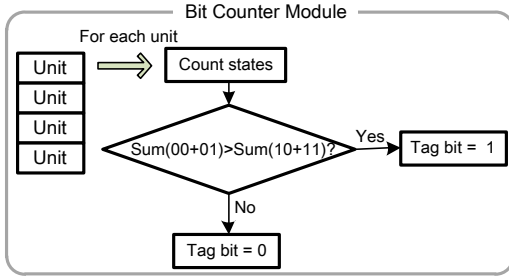 Bit Counter Module
For each unit
Unit
Unit
Unit
Unit
Count states
Sum(00+01)>Sum(10+11)?
Yes
Tag bit = 1
No
Tag bit = 0